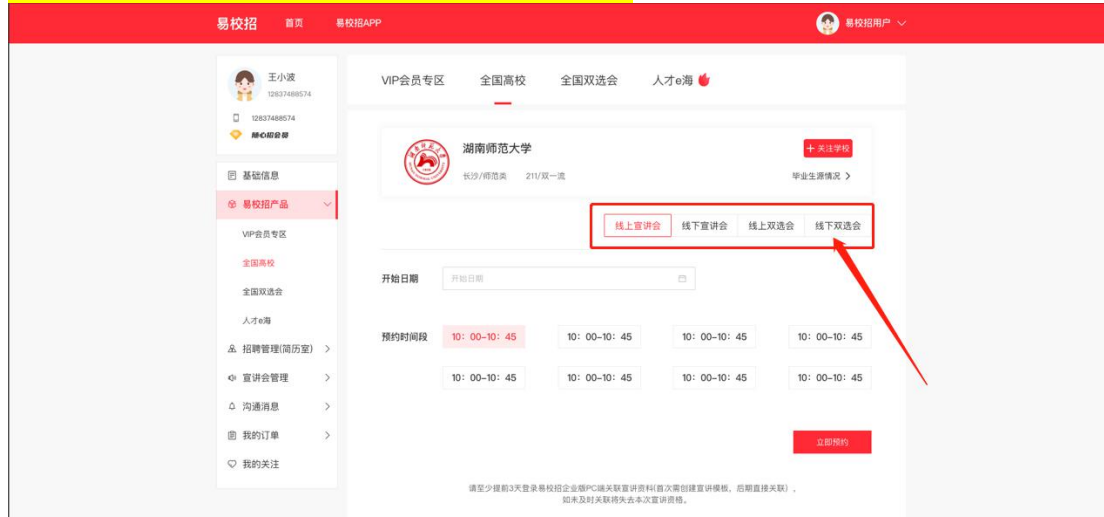 易校招 首页 易校招APP 易校招用户
王小波
12837488574
12837488574
随心招会员
VIP会员专区 全国高校 全国双选会 人才e海
湖南师范大学
+ 关注学校
长沙/师范类 211/双一流
毕业生源情况
基础信息
易校招产品
VIP会员专区
全国高校
全国双选会
人才e海
招聘管理(简历室)
宣讲会管理
沟通消息
我的订单
我的关注
线上宣讲会 线下宣讲会 线上双选会 线下双选会
开始日期 开始日期
预约时间段 10：00-10：45 10：00-10：45 10：00-10：45 10：00-10：45
10：00-10：45 10：00-10：45 10：00-10：45 10：00-10：45
立即预约
请至少提前3天登录易校招企业版PC端关联宣讲资料(首次需创建宣讲模板，后期直接关联)，
如未及时关联将失去本次宣讲资格。